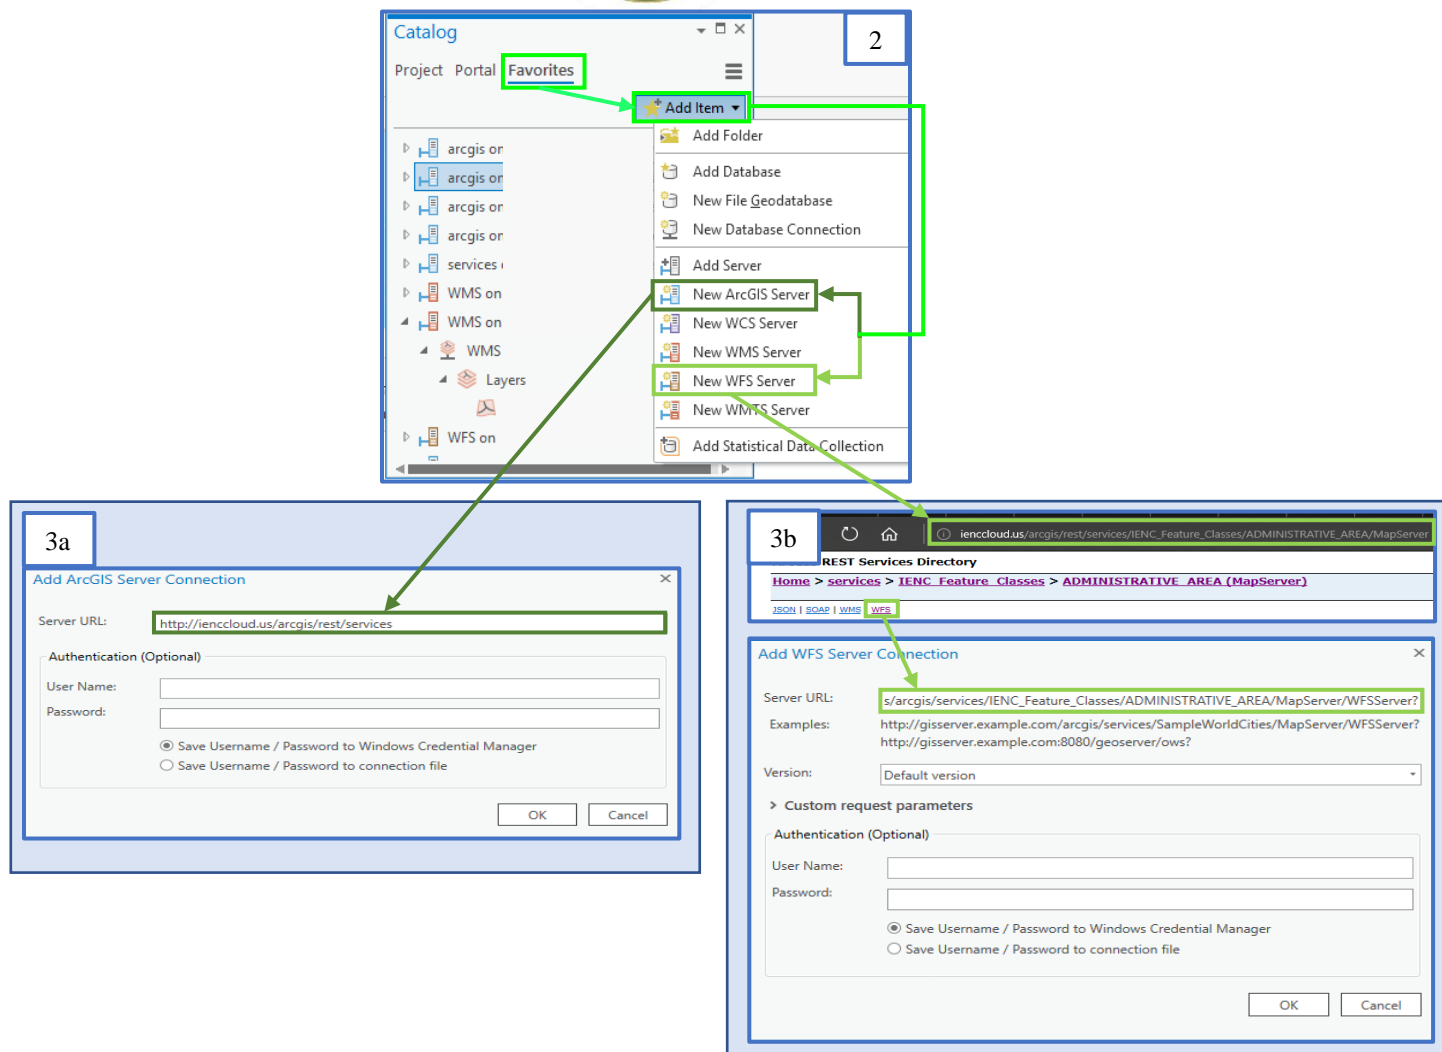 Catalog
2
Project Portal Favorites
Add Item
Add Folder
arcgis on
Add Database
arcgis on
New File Geodatabase
arcgis on
New Database Connection
arcgis on
Add Server
services
New ArcGIS Server
WMS on
New WCS Server
WMS on
New WMS Server
WMS
New WFS Server
Layers
New WMTS Server
WFS on
Add Statistical Data Collection
3a
Add ArcGIS Server Connection
Server URL:
http://ienccloud.us/arcgis/rest/services
Authentication (Optional)
User Name:
Password:
Save Username / Password to Windows Credential Manager
Save Username / Password to connection file
OK Cancel
3b
ienccloud.us/arcgis/rest/services/IENC_Feature_Classes/ADMINISTRATIVE_AREA/MapServer
REST Services Directory
Home > services > IENC_Feature_Classes > ADMINISTRATIVE_AREA (MapServer)
JSON | SOAP | WMS WFS
Add WFS Server Connection
Server URL:
s/arcgis/services/IENC_Feature_Classes/ADMINISTRATIVE_AREA/MapServer/WFSServer?
Examples: http://gisserver.example.com/arcgis/services/SampleWorldCities/MapServer/WFSServer?
http://gisserver.example.com:8080/geoserver/ows?
Version: Default version
Custom request parameters
Authentication (Optional)
User Name:
Password:
Save Username / Password to Windows Credential Manager
Save Username / Password to connection file
OK Cancel